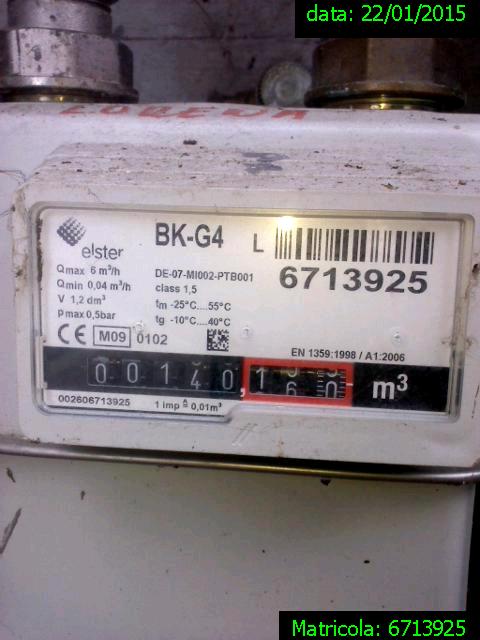 data: 22/01/2015
LORENA
elster
BK-G4
L
6713925
Qmax 6 m³/h
Qmin 0,04 m³/h
V 1,2 dm³
pmax 0,5bar
DE-07-MI002-PTB001
class 1,5
tm -25°C....55°C
tg -10°C....40°C
CE M09 0102
EN 1359:1998 / A1:2006
00140,160 m³
002606713925
1 imp ≙ 0,01m³
Matricola: 6713925